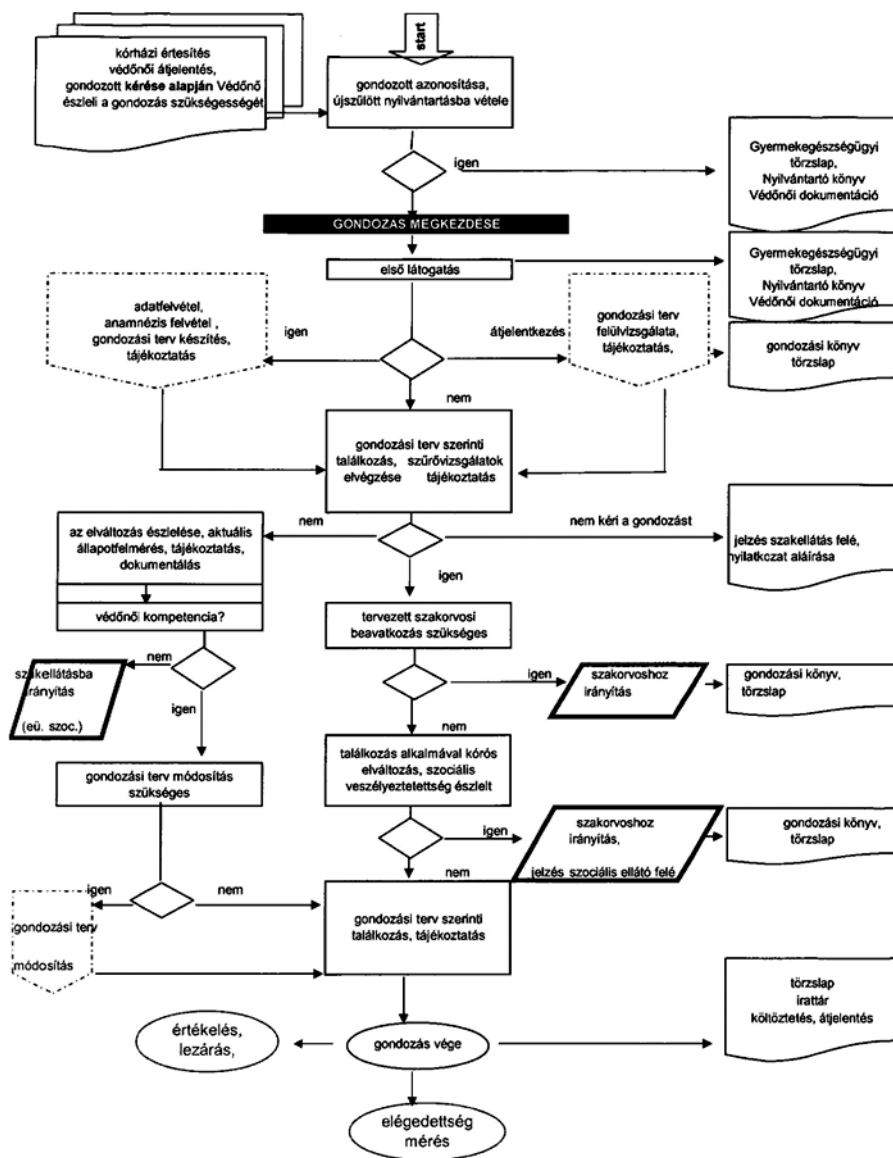 start
kórházi értesítés
védőnői átjelentés,
gondozott kérése alapján Védőnő
észleli a gondozás szükségességét
gondozott azonosítása,
újszülött nyilvántartásba vétele
igen
Gyermekegészségügyi
törzslap,
Nyilvántartó könyv
Védőnői dokumentáció
GONDOZAS MEGKEZDÉSE
első látogatás
Gyermekegészségügyi
törzslap,
Nyilvántartó könyv
Védőnői dokumentáció
adatfelvétel,
anamnézis felvétel ,
gondozási terv készítés,
tájékoztatás
igen
átjelentkezés
gondozási terv
felülvizsgálata,
tájékoztatás,
gondozási könyv
törzslap
nem
gondozási terv szerinti
találkozás, szűrővizsgálatok
elvégzése tájékoztatás
az elváltozás észlelése, aktuális
állapotfelmérés, tájékoztatás,
dokumentálás
nem
nem kéri a gondozást
jelzés szakellátás felé,
nyilatkozat aláírása
igen
védőnői kompetencia?
tervezett szakorvosi
beavatkozás szükséges
nem
szakellátásba
irányítás
(eü. szoc.)
igen
igen
szakorvoshoz
irányítás
gondozási könyv,
törzslap
nem
gondozási terv módosítás
szükséges
találkozás alkalmával kórós
elváltozás, szociális
veszélyeztetettség észlelt
igen
szakorvoshoz
irányítás,
jelzés szociális ellátó felé
gondozási könyv,
törzslap
nem
igen
nem
gondozási terv
módosítás
gondozási terv szerinti
találkozás, tájékoztatás
törzslap
irattár
költöztetés, átjelentés
értékelés,
lezárás,
gondozás vége
elégedettség
mérés